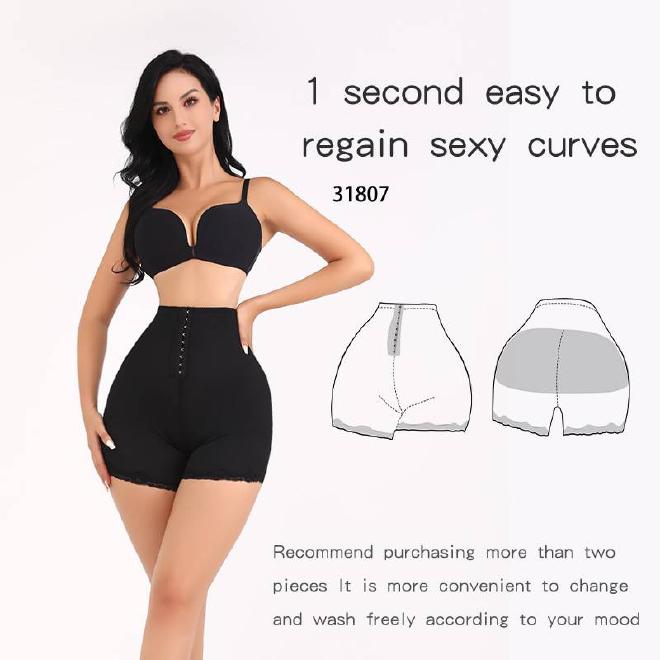 1 second easy to
regain sexy curves
31807
Recommend purchasing more than two
pieces It is more convenient to change
and wash freely according to your mood